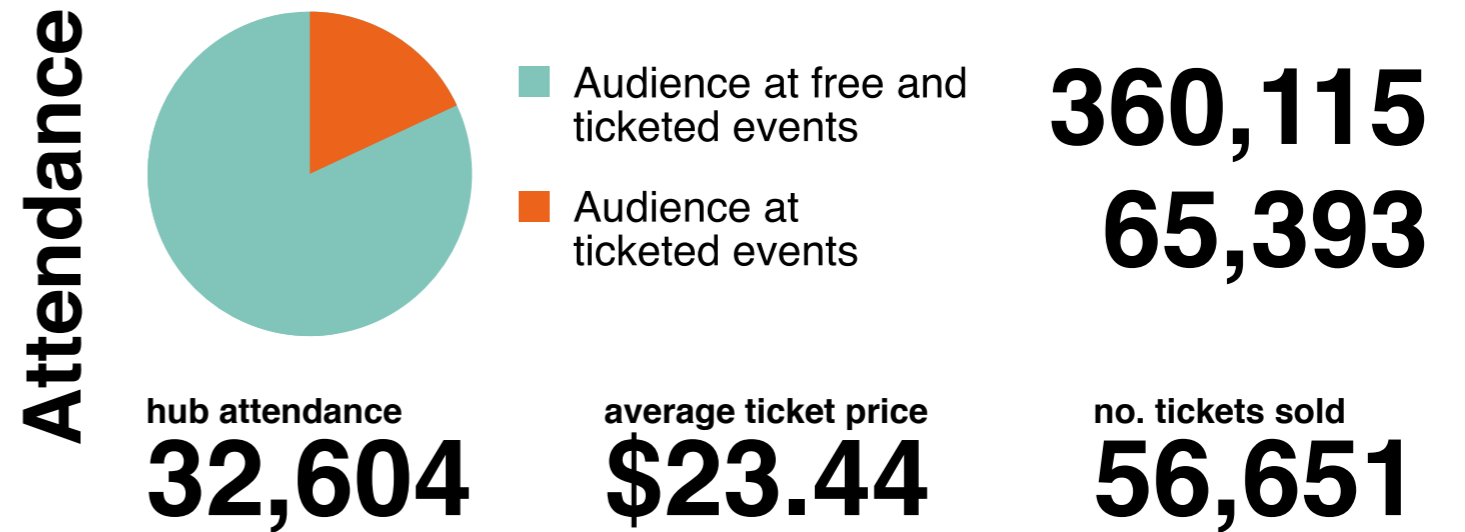 Attendance
Audience at free and
ticketed events
360,115
Audience at
ticketed events
65,393
hub attendance
32,604
average ticket price
$23.44
no. tickets sold
56,651